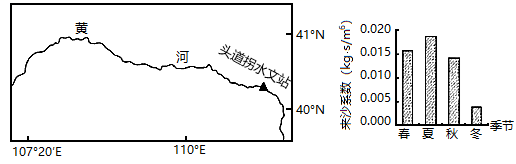 黄
河
头道拐水文站
41°N
40°N
107°20′E
110°E
来沙系数（kg·s/m⁶）
0.020
0.015
0.010
0.005
0.000
春 夏 秋 冬 季节